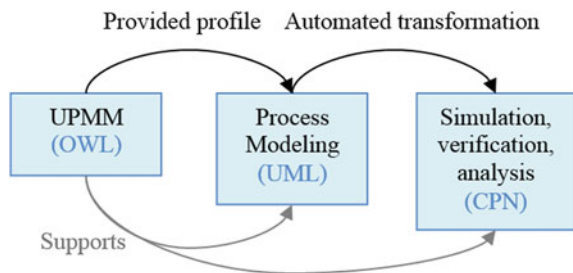 Provided profile
Automated transformation
UPMM
(OWL)
Process
Modeling
(UML)
Simulation,
verification,
analysis
(CPN)
Supports